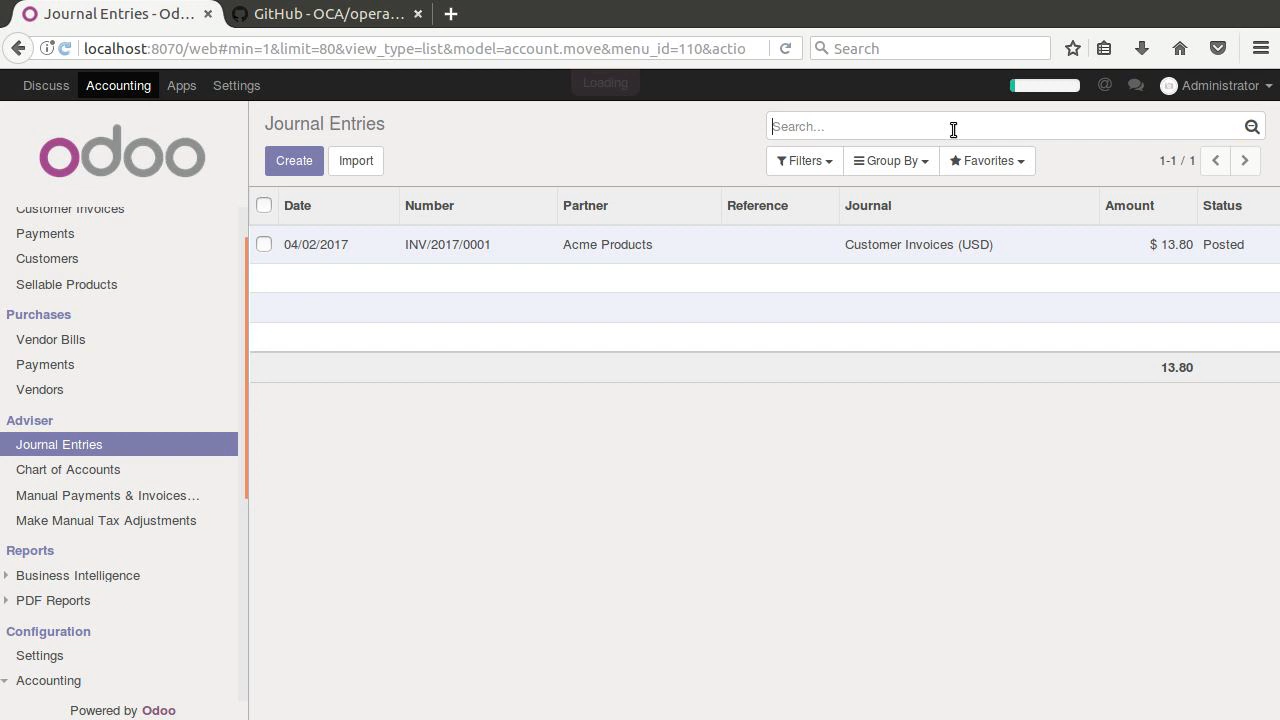 Journal Entries - Od...
GitHub - OCA/opera...
localhost:8070/web#min=1&limit=80&view_type=list&model=account.move&menu_id=110&actio
Search
Discuss
Accounting
Apps
Settings
Loading
@
Administrator
odoo
Journal Entries
Search...
Create
Import
Filters
Group By
Favorites
1-1 / 1
Customer Invoices
Payments
Customers
Sellable Products
Purchases
Vendor Bills
Payments
Vendors
Adviser
Journal Entries
Chart of Accounts
Manual Payments & Invoices...
Make Manual Tax Adjustments
Reports
Business Intelligence
PDF Reports
Configuration
Settings
Accounting
Powered by Odoo
Date Number Partner Reference Journal Amount Status
04/02/2017 INV/2017/0001 Acme Products Customer Invoices (USD) $ 13.80 Posted
13.80